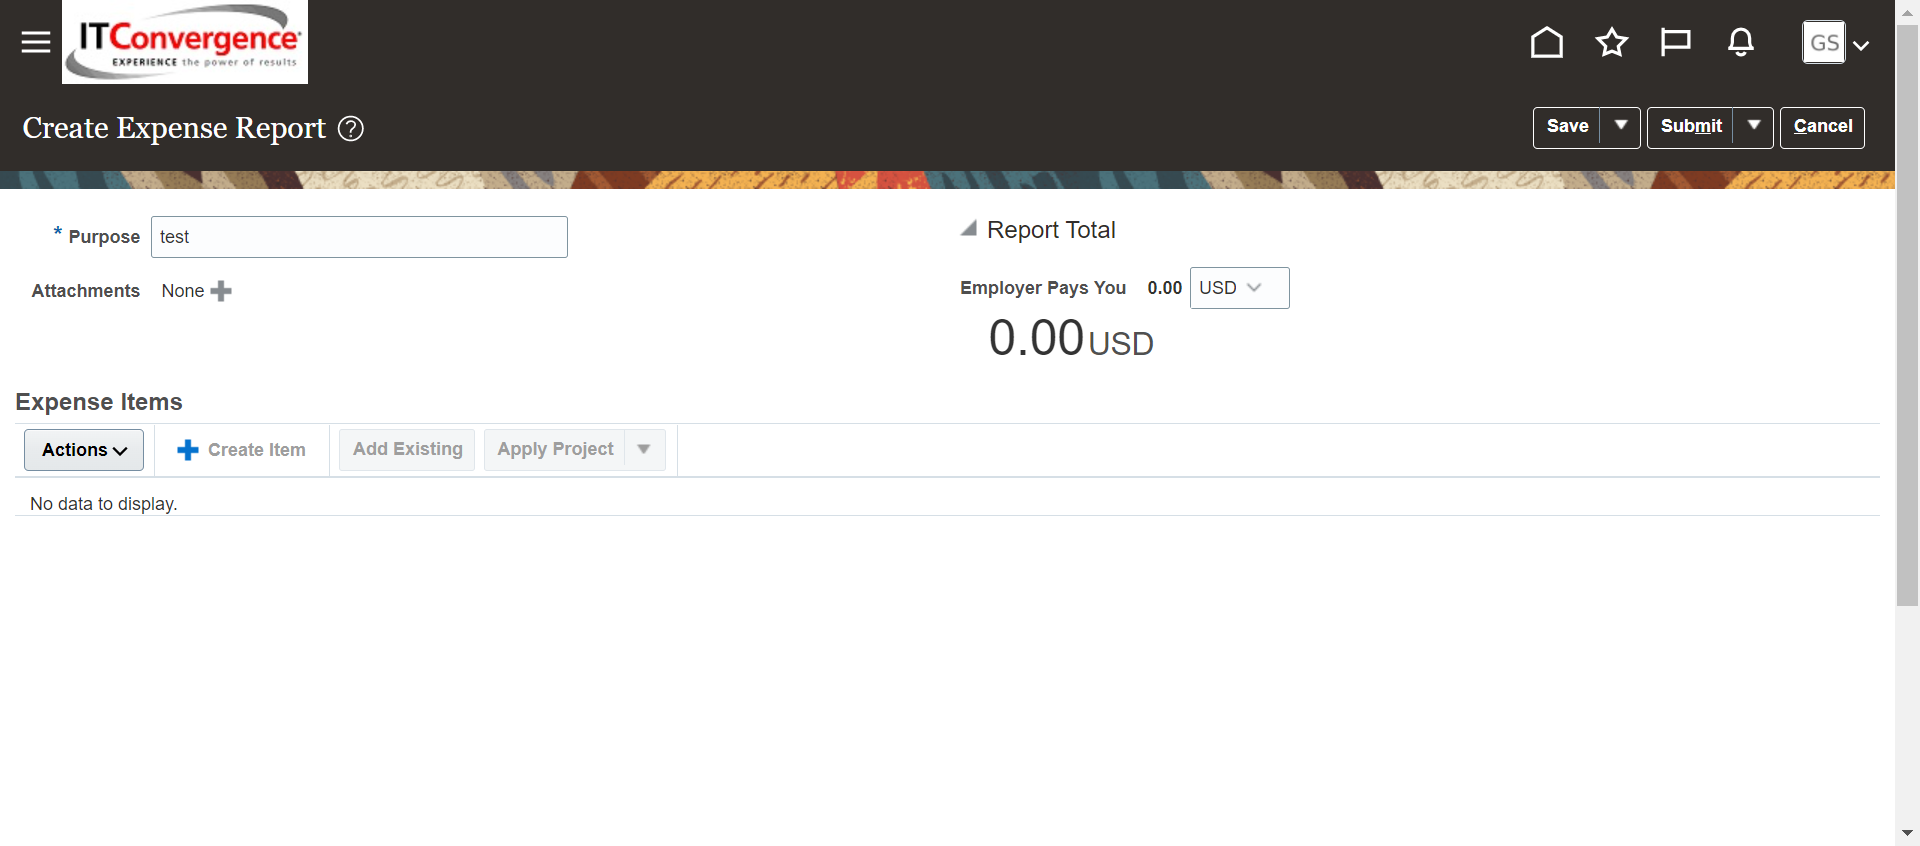 ITConvergence
EXPERIENCE the power of results
GS
Create Expense Report ?
Save
Submit
Cancel
* Purpose test
Attachments None
Report Total
Employer Pays You 0.00 USD
0.00 USD
Expense Items
Actions
Create Item
Add Existing
Apply Project
No data to display.